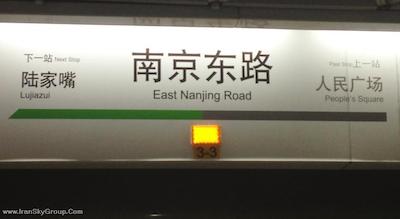 下一站 Next Stop
陆家嘴
Lujiazui
南京东路
East Nanjing Road
Past Stop 上一站
人民广场
People's Square
3-3
www.IranSkyGroup.Com